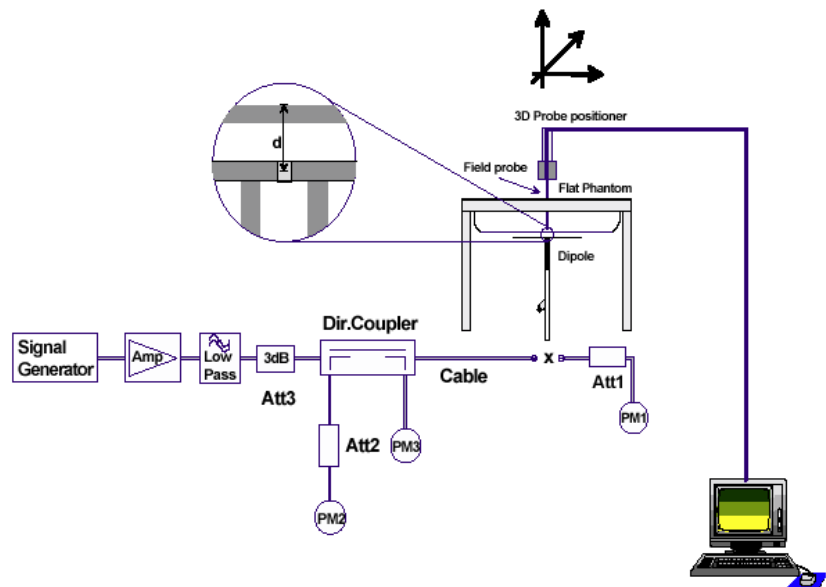 3D Probe positioner
d
Field probe
Flat Phantom
Dipole
Dir.Coupler
Signal
Generator
Amp
Low
Pass
3dB
Att3
Cable
x
Att1
PM1
Att2
PM3
PM2